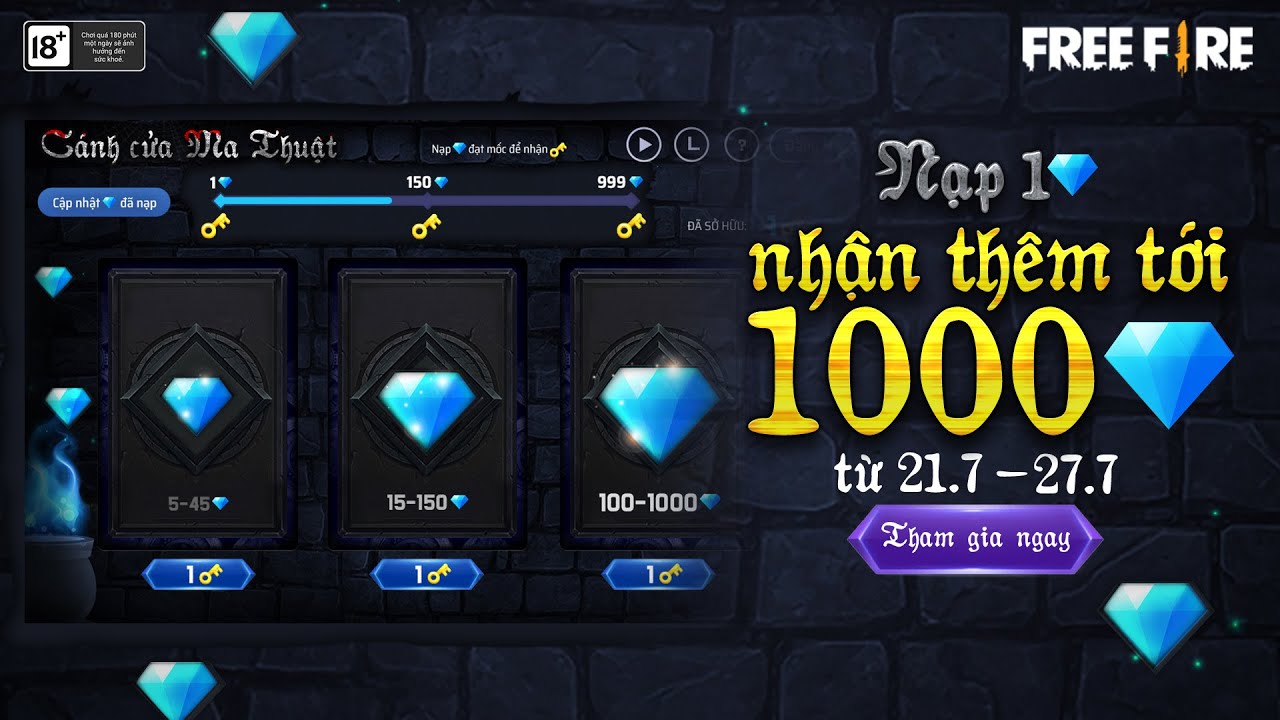 18+
Chơi quá 180 phút
một ngày sẽ ảnh
hưởng đến
sức khoẻ.
FREE FIRE
Sảnh cửa Ma Thuật
Nạp đạt mốc để nhận
?
1
150
999
Cập nhật đã nạp
ĐÃ SỞ HỮU:
5-45
15-150
100-1000
1
1
1
Nạp 1
nhận thêm tới
1000
từ 21.7 – 27.7
Tham gia ngay